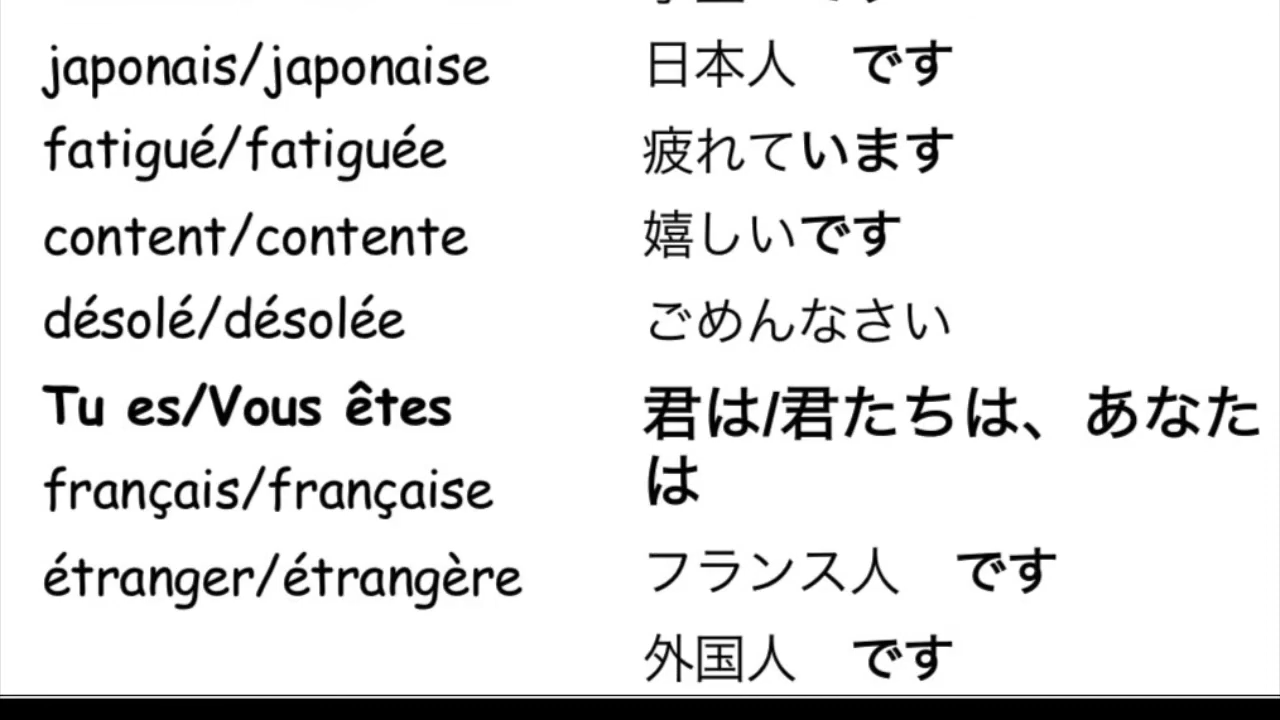 japonais/japonaise 日本人　です
fatigué/fatiguée 疲れています
content/contente 嬉しいです
désolé/désolée ごめんなさい
Tu es/Vous êtes 君は/君たちは、あなた
は
français/française
フランス人　です
étranger/étrangère
外国人　です